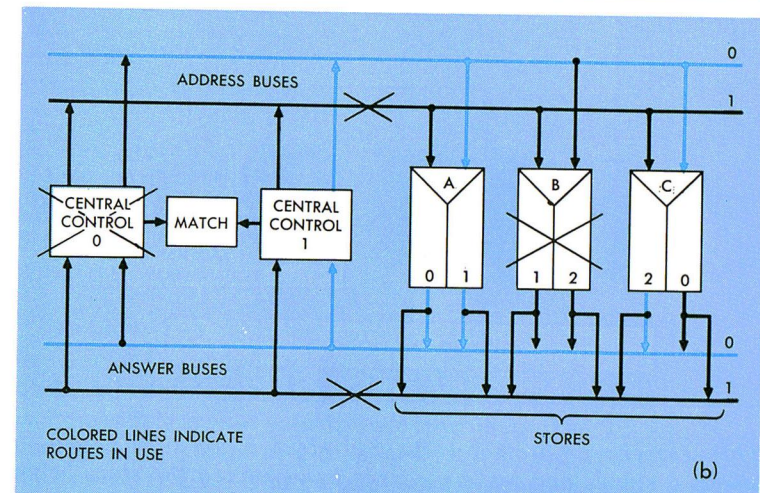 0
ADDRESS BUSES
1
CENTRAL
CONTROL
0
MATCH
CENTRAL
CONTROL
1
A
0 1
B
1 2
C
2 0
0
ANSWER BUSES
1
COLORED LINES INDICATE
ROUTES IN USE
STORES
(b)